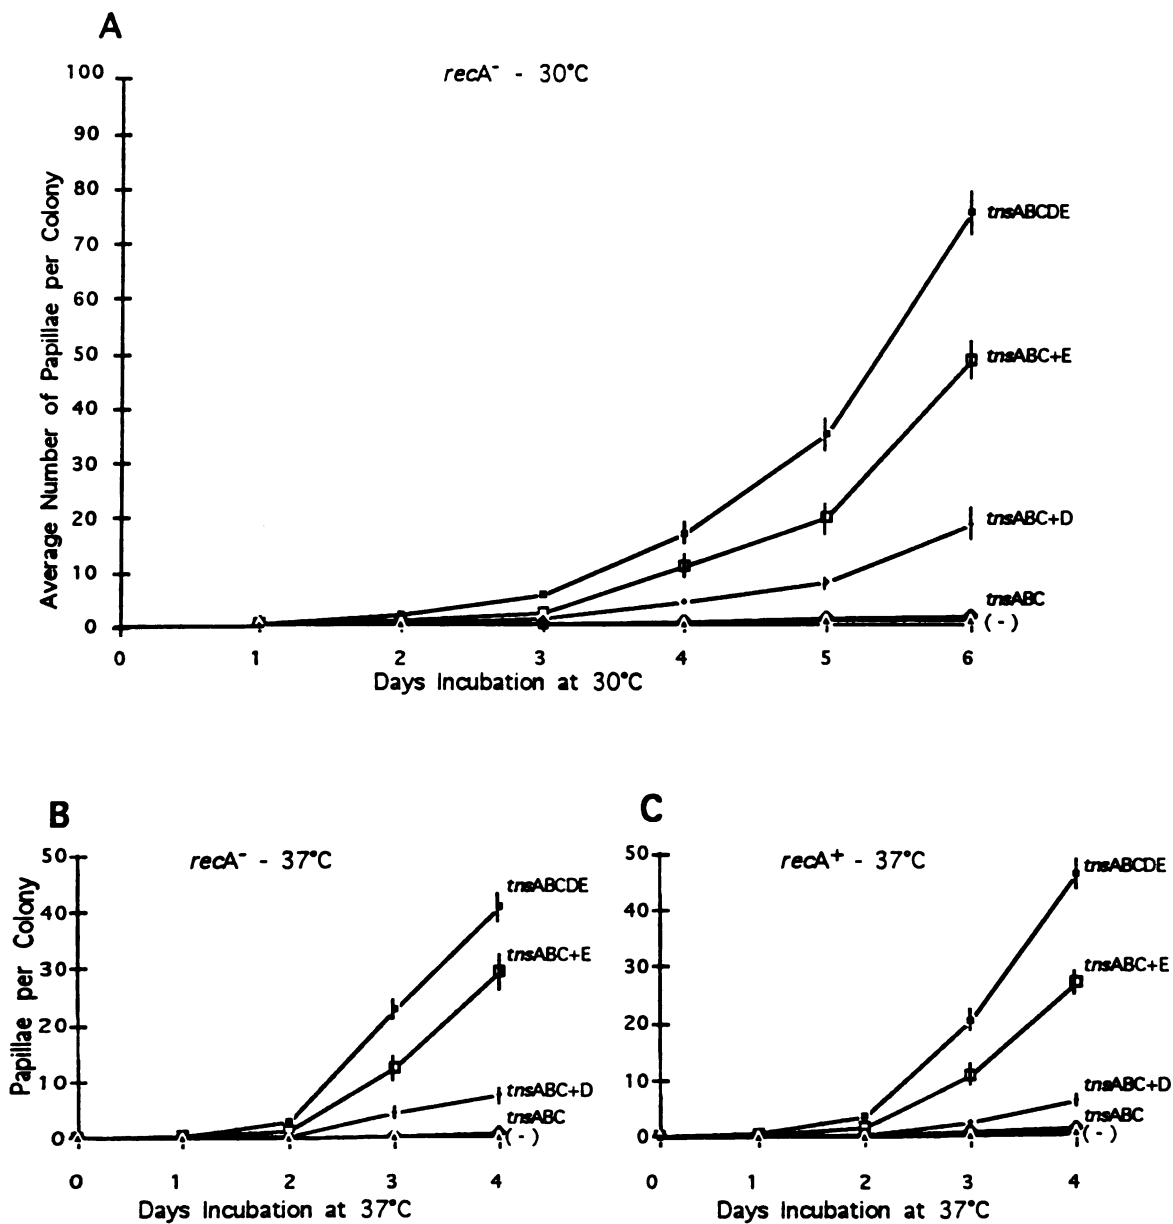 A
recA⁻ - 30°C
Average Number of Papillae per Colony
100
90
80
70
60
50
40
30
20
10
0
tnsABCDE
tnsABC+E
tnsABC+D
tnsABC
(-)
0 1 2 3 4 5 6
Days Incubation at 30°C
B
recA⁻ - 37°C
Papillae per Colony
50
40
30
20
10
0
tnsABCDE
tnsABC+E
tnsABC+D
tnsABC
(-)
0 1 2 3 4
Days Incubation at 37°C
C
recA⁺ - 37°C
50
40
30
20
10
0
tnsABCDE
tnsABC+E
tnsABC+D
tnsABC
(-)
0 1 2 3 4
Days Incubation at 37°C